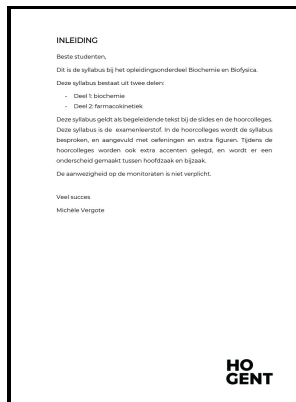 INLEIDING
Beste studenten,
Dit is de syllabus bij het opleidingsonderdeel Biochemie en Biofysica.
Deze syllabus bestaat uit twee delen:
- Deel 1: biochemie
- Deel 2: farmacokinetiek
Deze syllabus geldt als begeleidende tekst bij de slides en de hoorcolleges.
Deze syllabus is de examenleerstof. In de hoorcolleges wordt de syllabus
besproken, en aangevuld met oefeningen en extra figuren. Tijdens de
hoorcolleges worden ook extra accenten gelegd, en wordt er een
onderscheid gemaakt tussen hoofdzaak en bijzaak.
De aanwezigheid op de monitoraten is niet verplicht.
Veel succes
Michèle Vergote
HO
GENT